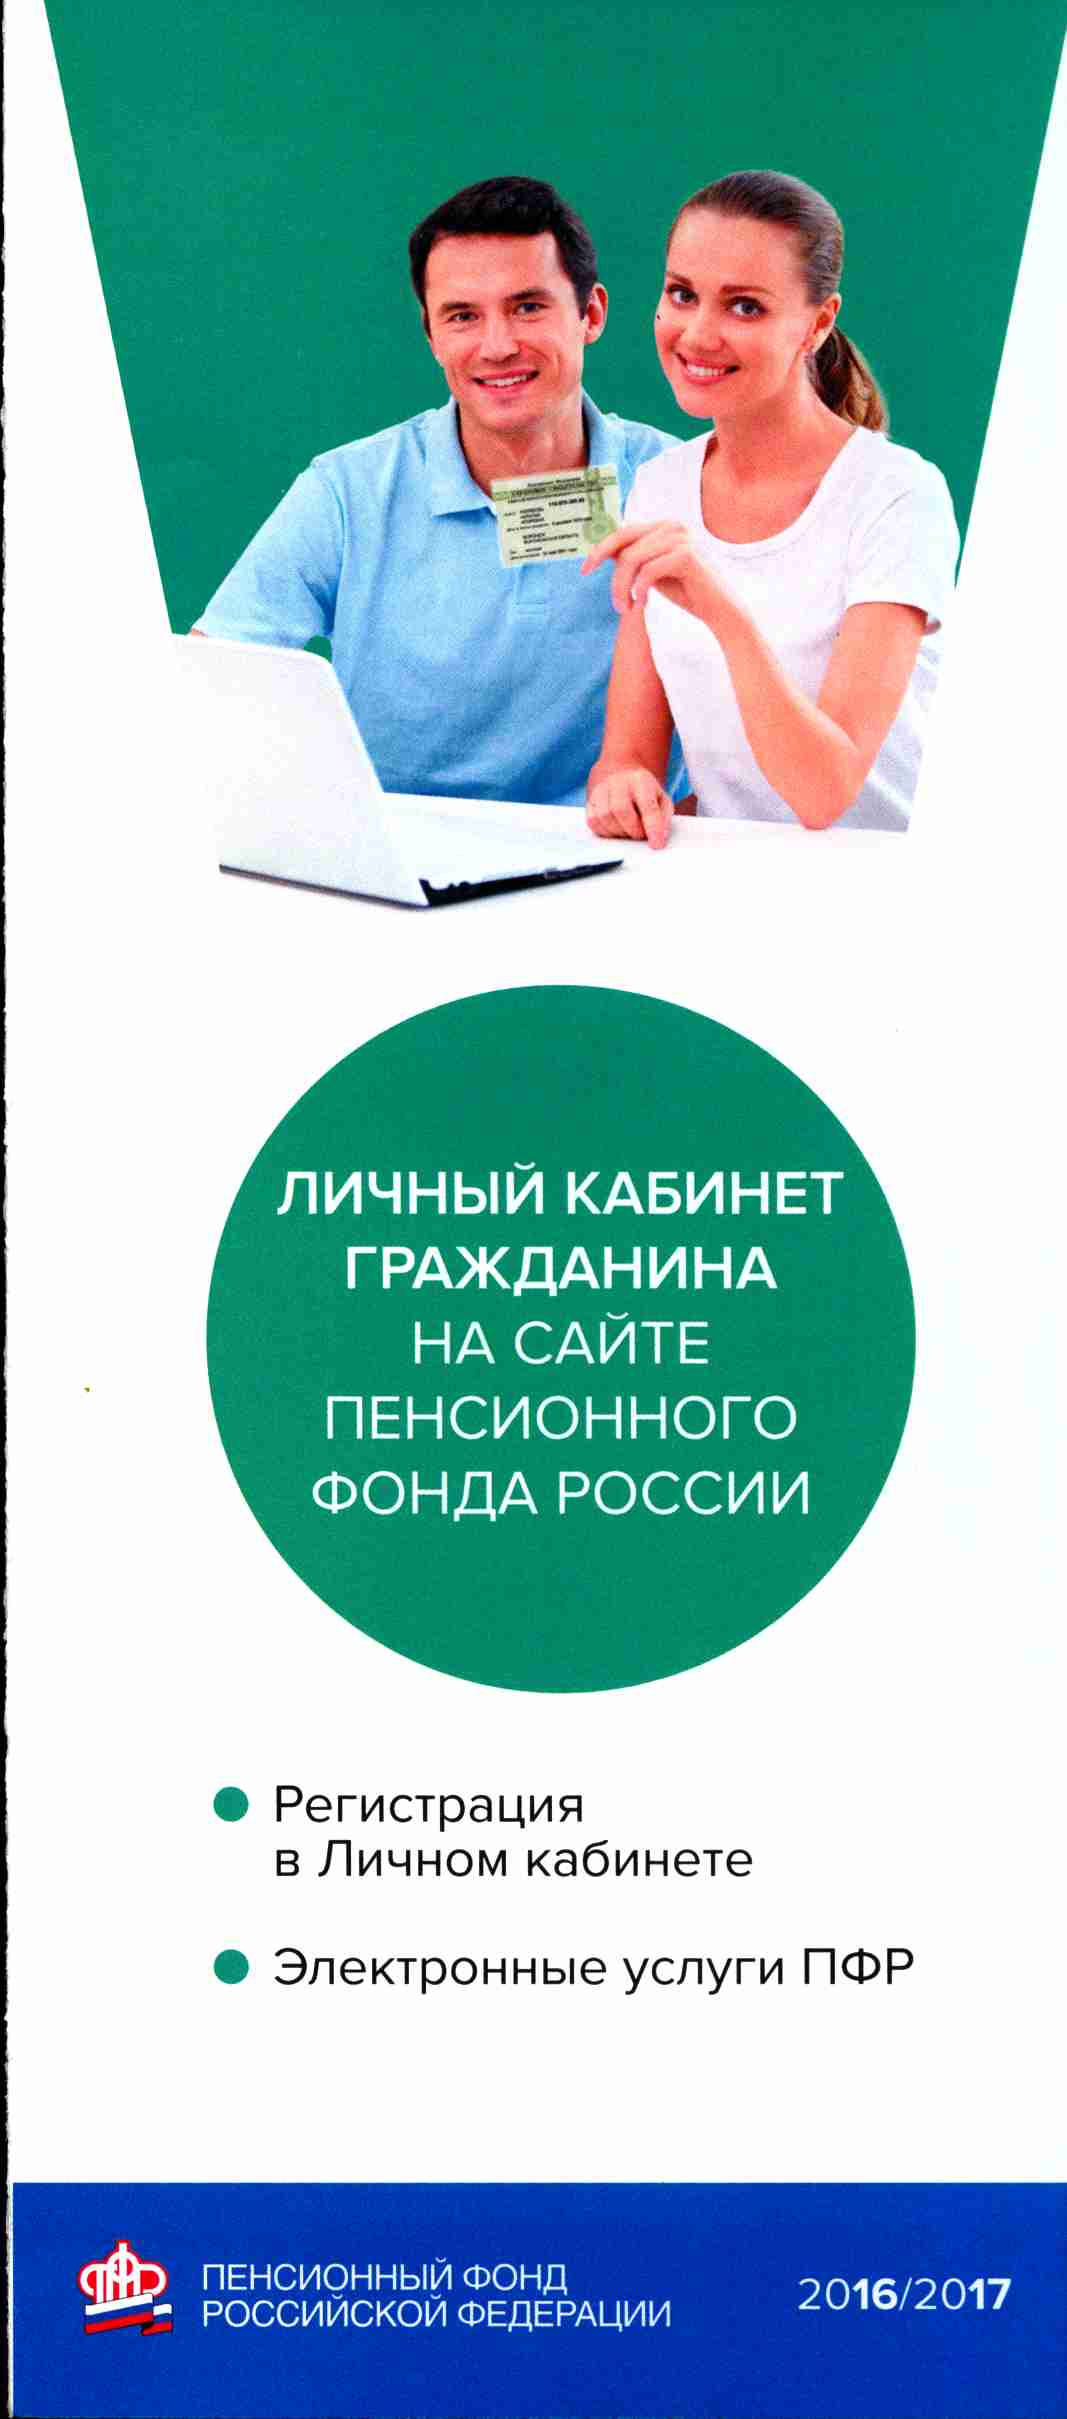 ЛИЧНЫЙ КАБИНЕТ
ГРАЖДАНИНА
НА САЙТЕ
ПЕНСИОННОГО
ФОНДА РОССИИ
Регистрация
в Личном кабинете
Электронные услуги ПФР
ПЕНСИОННЫЙ ФОНД
РОССИЙСКОЙ ФЕДЕРАЦИИ
2016/2017